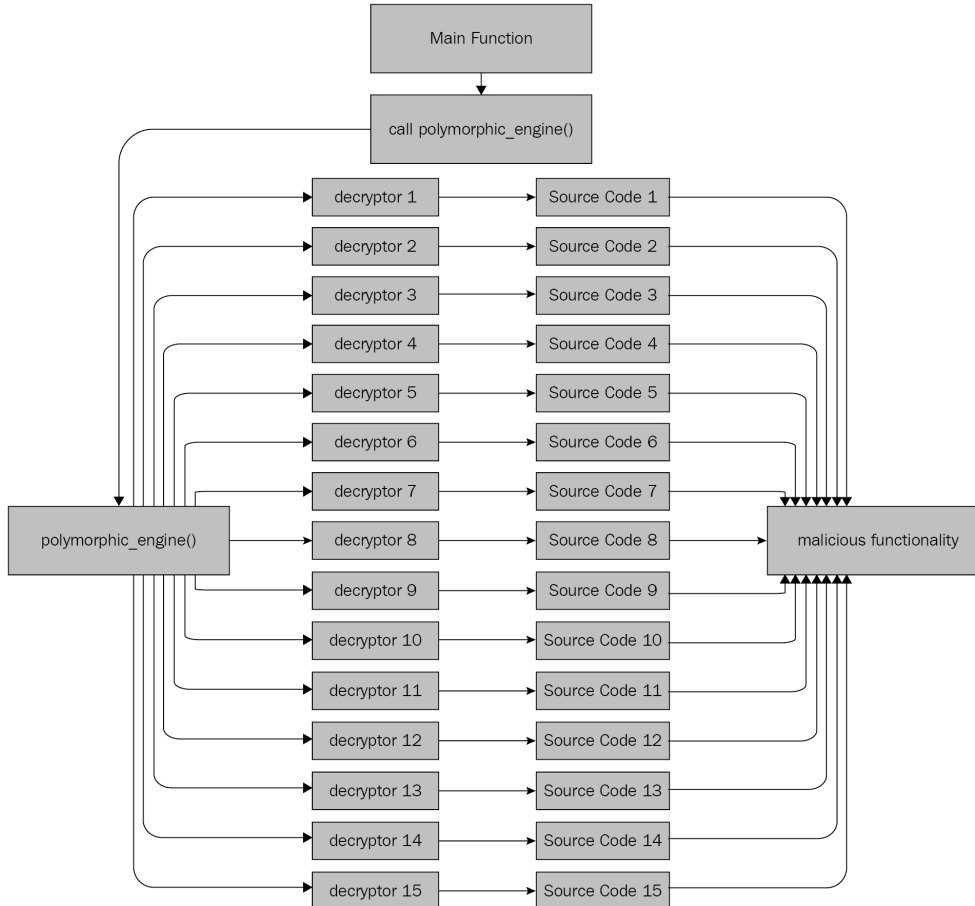 Main Function
call polymorphic_engine()
decryptor 1
Source Code 1
decryptor 2
Source Code 2
decryptor 3
Source Code 3
decryptor 4
Source Code 4
decryptor 5
Source Code 5
decryptor 6
Source Code 6
decryptor 7
Source Code 7
polymorphic_engine()
decryptor 8
Source Code 8
malicious functionality
decryptor 9
Source Code 9
decryptor 10
Source Code 10
decryptor 11
Source Code 11
decryptor 12
Source Code 12
decryptor 13
Source Code 13
decryptor 14
Source Code 14
decryptor 15
Source Code 15